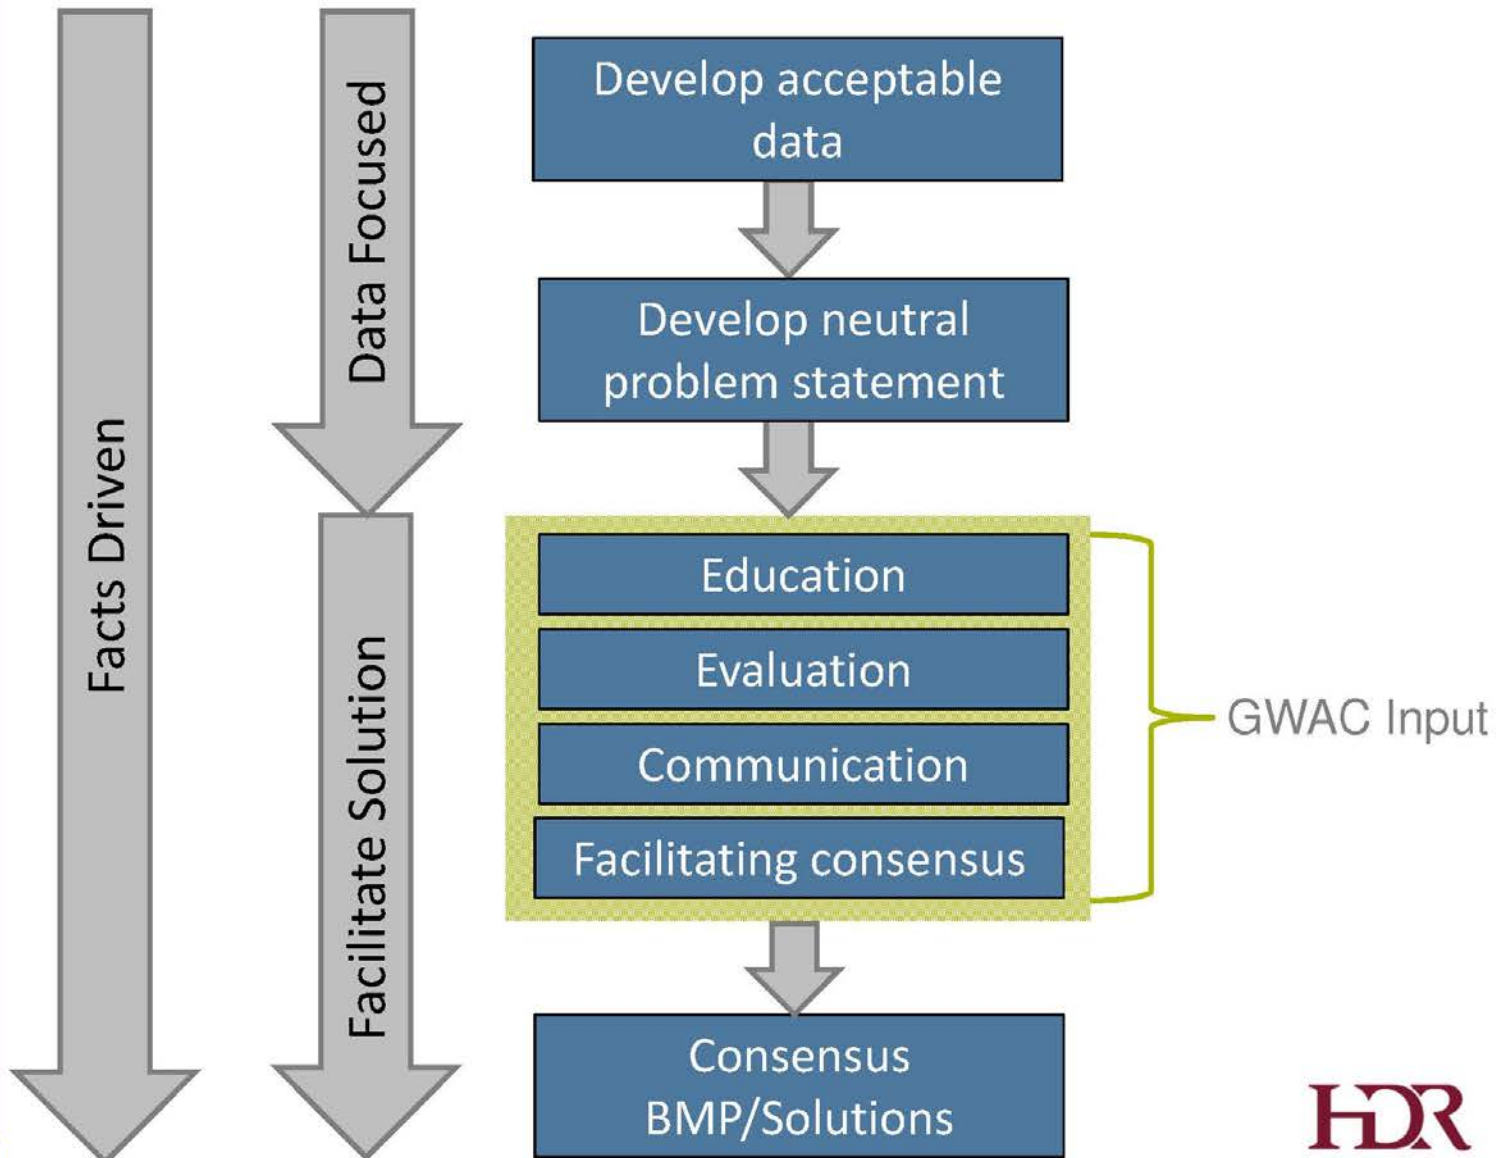 Facts Driven
Data Focused
Facilitate Solution
Develop acceptable
data
Develop neutral
problem statement
Education
Evaluation
Communication
Facilitating consensus
GWAC Input
Consensus
BMP/Solutions
HDR